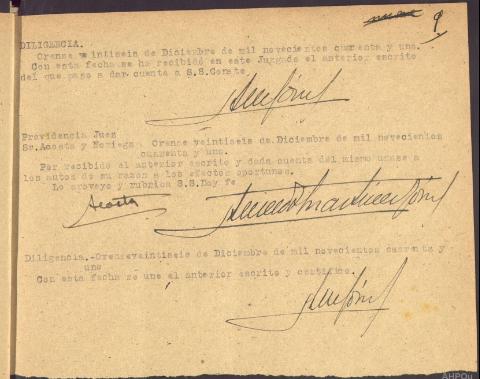 9
DILIGENCIA.
Orense veintiseis de Diciembre de mil novecientos cuarenta y uno.
Con esta fecha se ha recibido en este Juzgado el anterior escrito
del que paso a dar cuenta a S.S.Conste.
Providencia Juez
Sr. Acosta y Noriega. Orense veintiseis de Diciembre de mil novecientos
cuarenta y uno.
Por recibido el anterior escrito y dada cuenta del mismo unase a
los autos de su razon a los efectos oportunos.
Lo proveyo y rubrica S.S.Doy fe
Acosta
Diligencia.-Orenseveintiseis de Diciembre de mil novecientos cuarenta y
uno
Con esta fecha se une el anterior escrito y certifico.
AHPOu